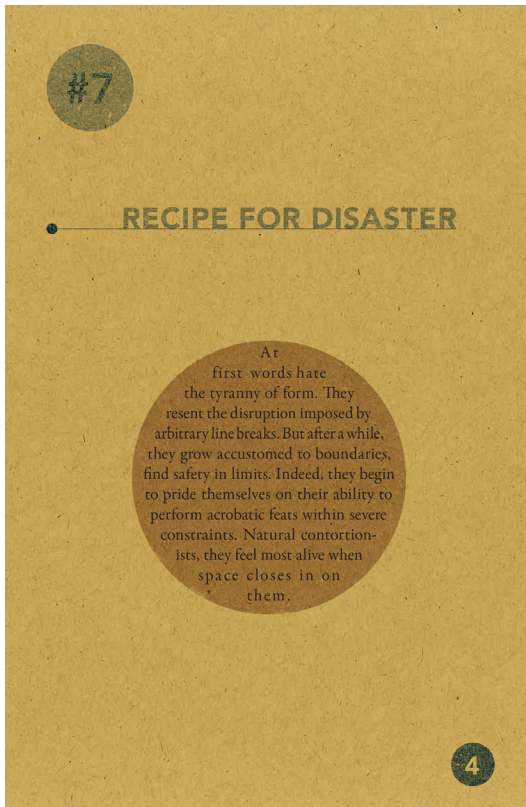 #7
RECIPE FOR DISASTER
At
first words hate
the tyranny of form. They
resent the disruption imposed by
arbitrary line breaks. But after a while,
they grow accustomed to boundaries,
find safety in limits. Indeed, they begin
to pride themselves on their ability to
perform acrobatic feats within severe
constraints. Natural contortion-
ists, they feel most alive when
space closes in on
them.
4